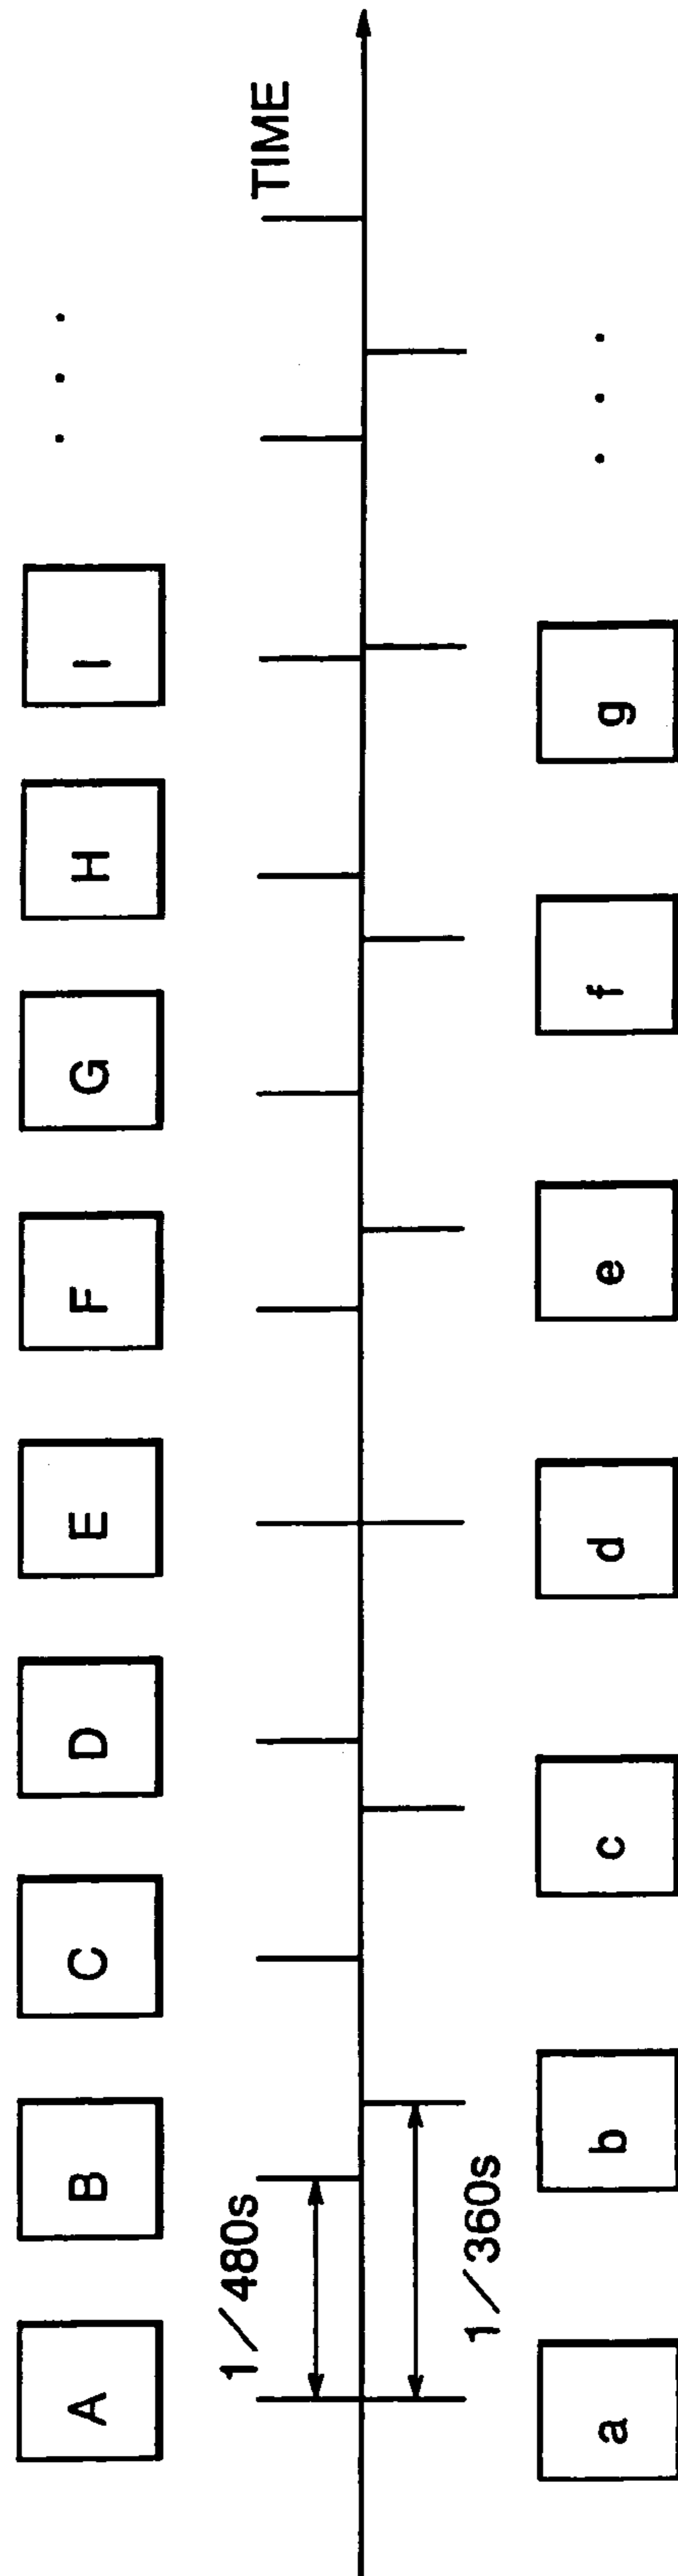 A B C D E F G H I . . .
TIME
1/480s
1/360s
a b c d e f g . . .